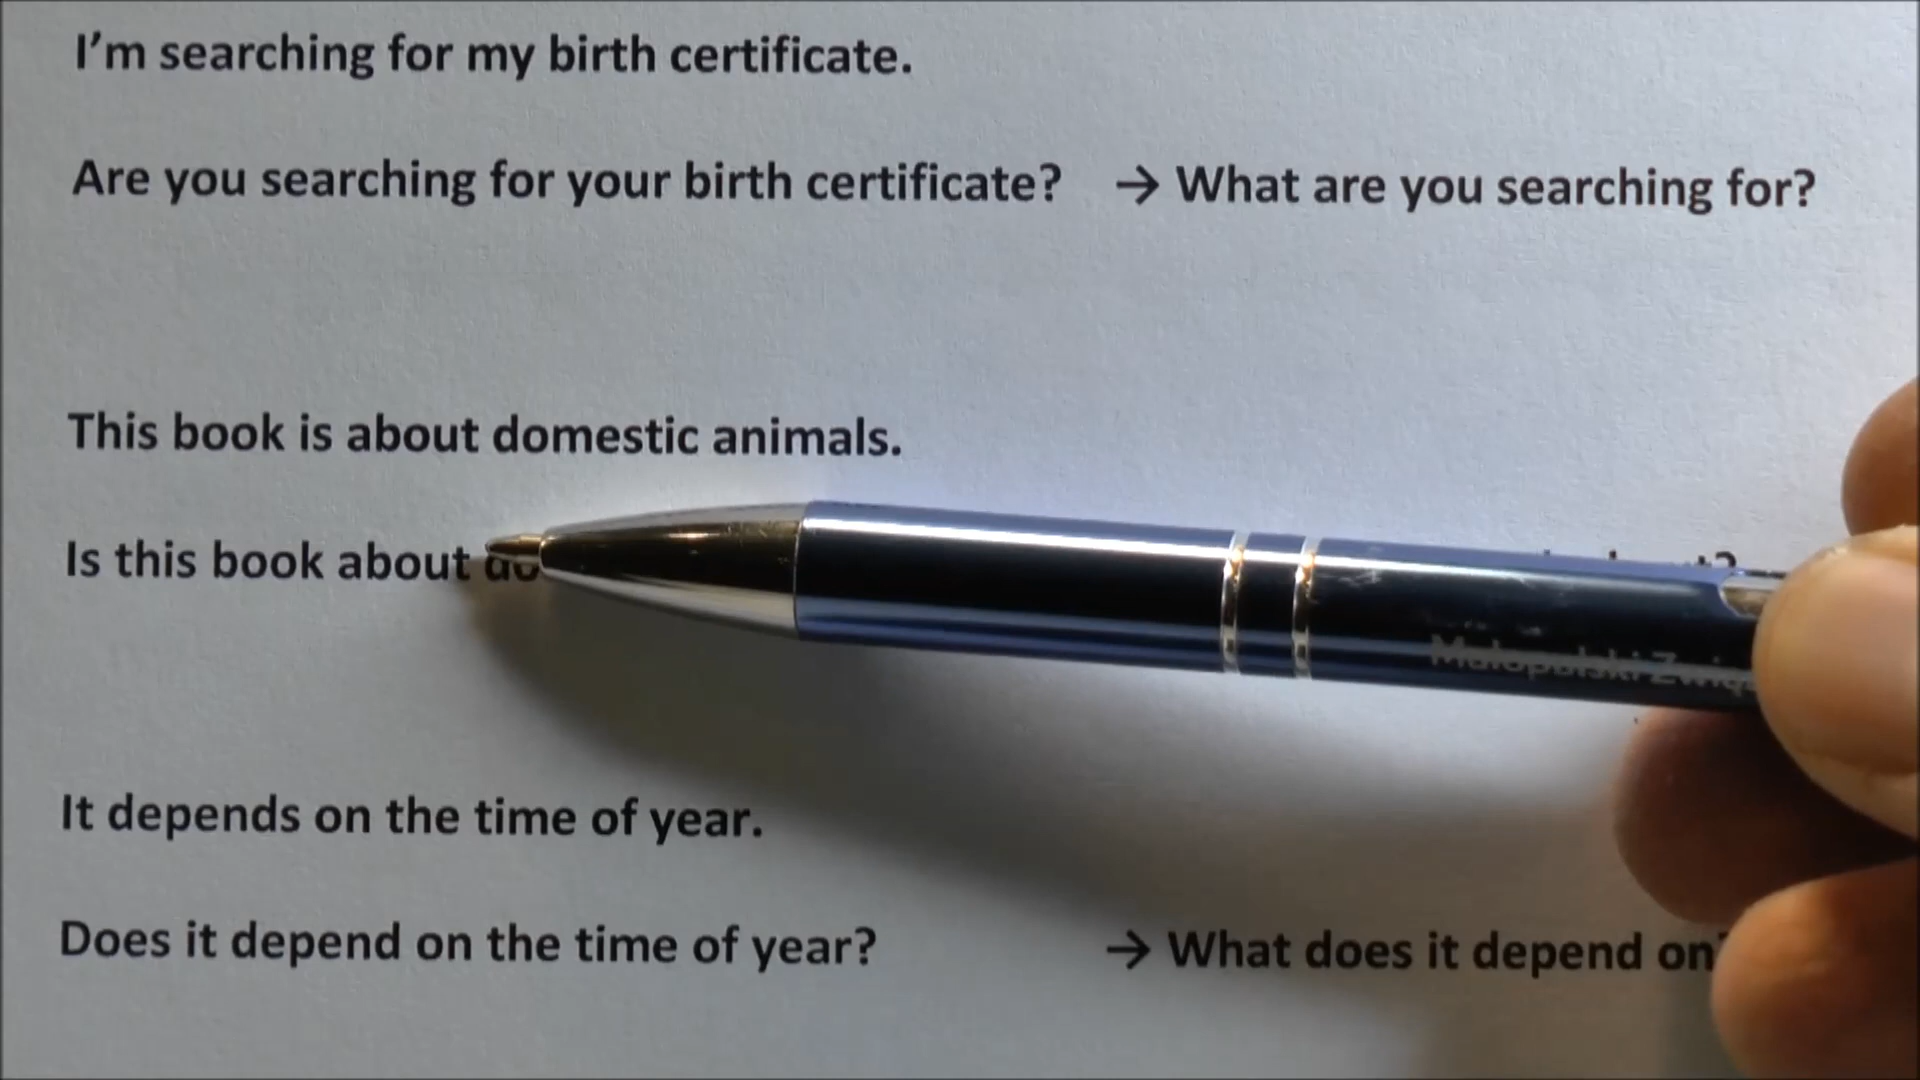 I'm searching for my birth certificate.
Are you searching for your birth certificate? → What are you searching for?
This book is about domestic animals.
Is this book about
It depends on the time of year.
Does it depend on the time of year? → What does it depend on
Małopolski